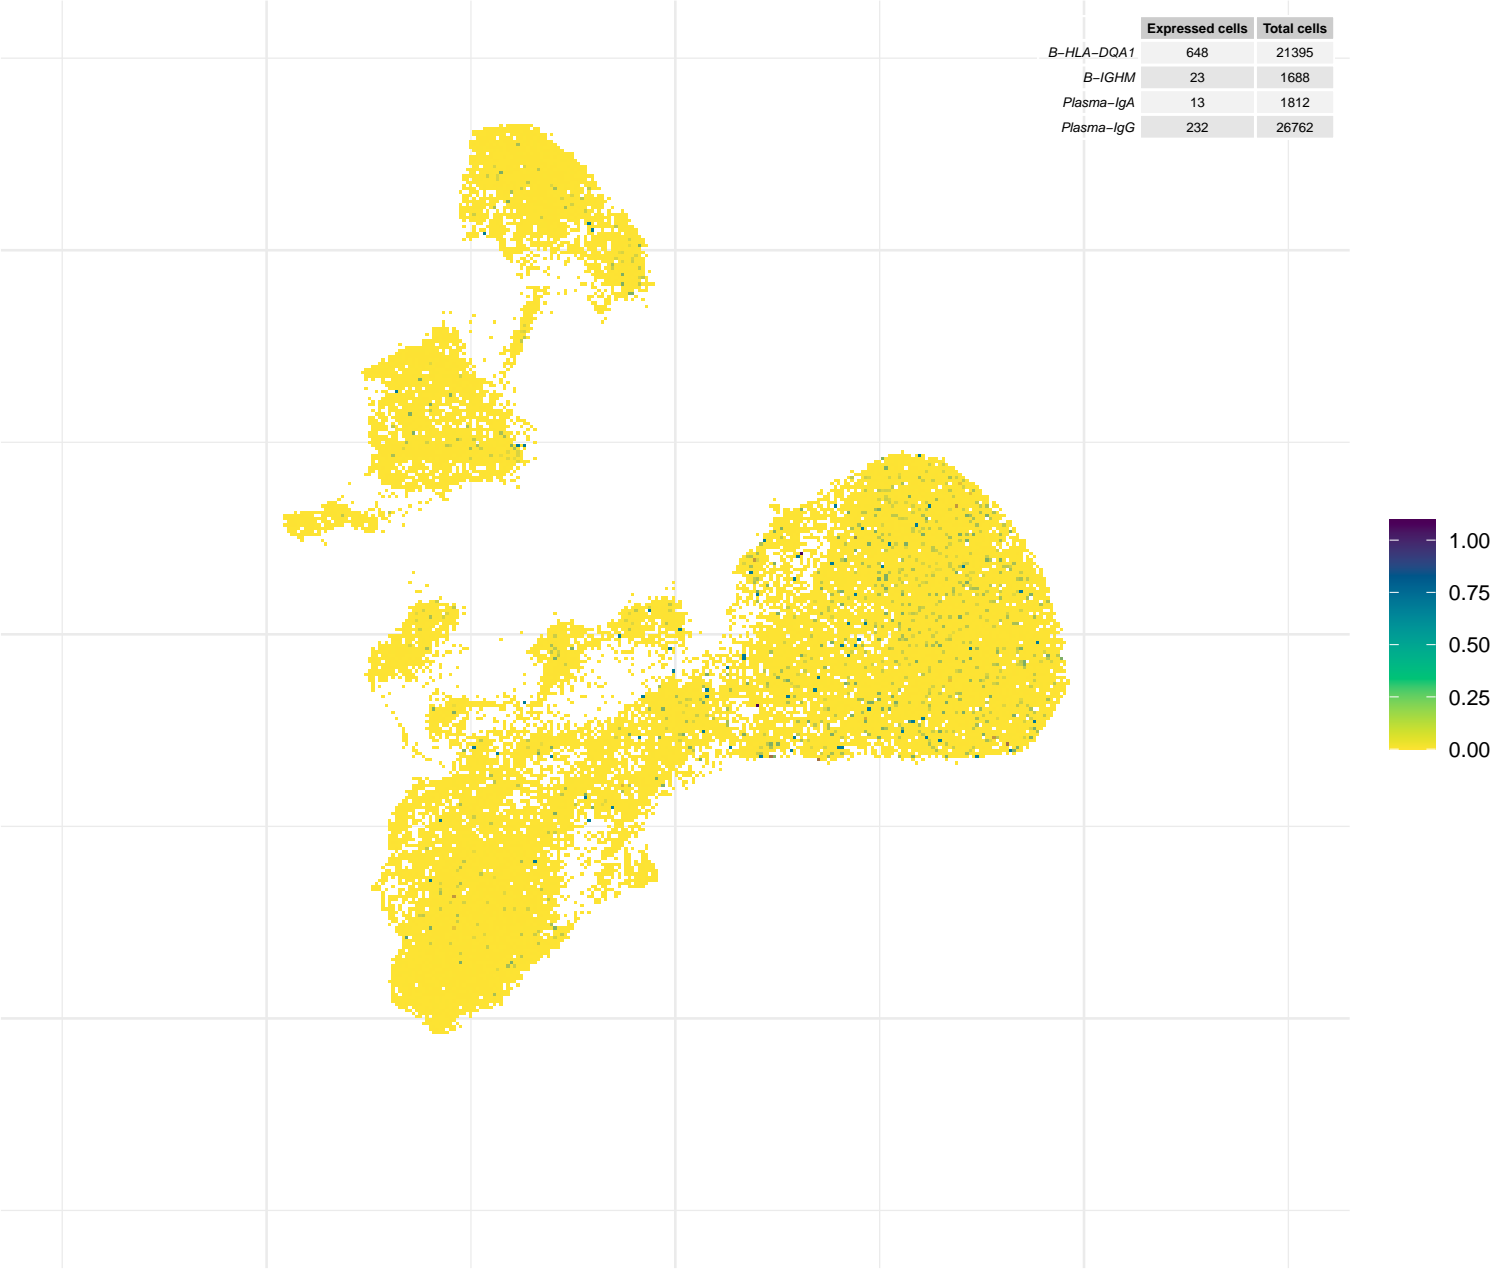 Expressed cells Total cells
B−HLA−DQA1 648 21395
B−IGHM 23 1688
Plasma−IgA 13 1812
Plasma−IgG 232 26762
1.00
0.75
0.50
0.25
0.00